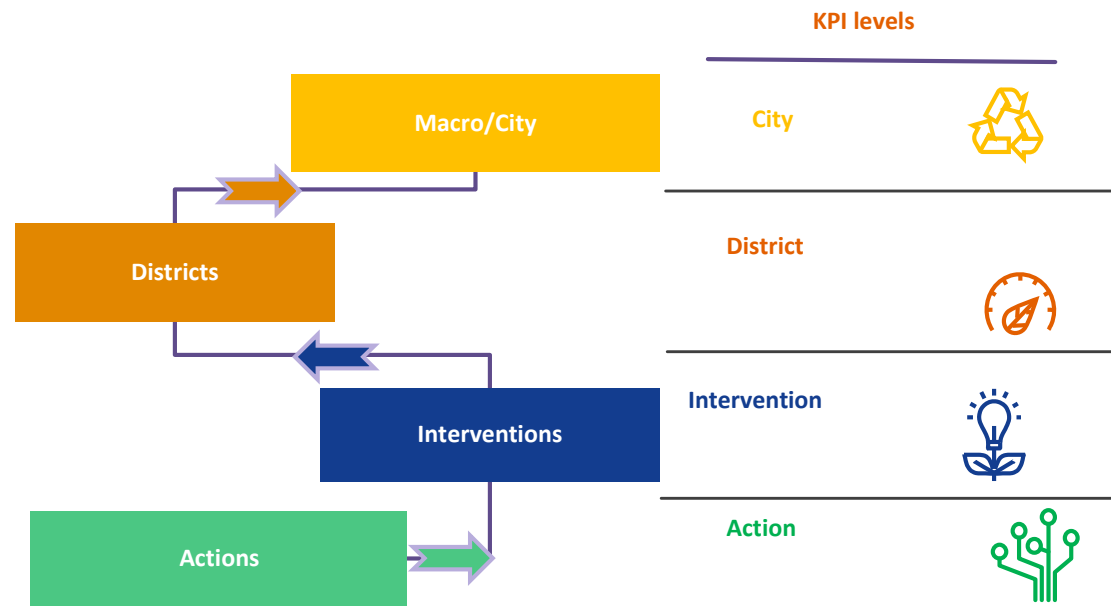 KPI levels
Macro/City
City
Districts
District
Interventions
Intervention
Actions
Action